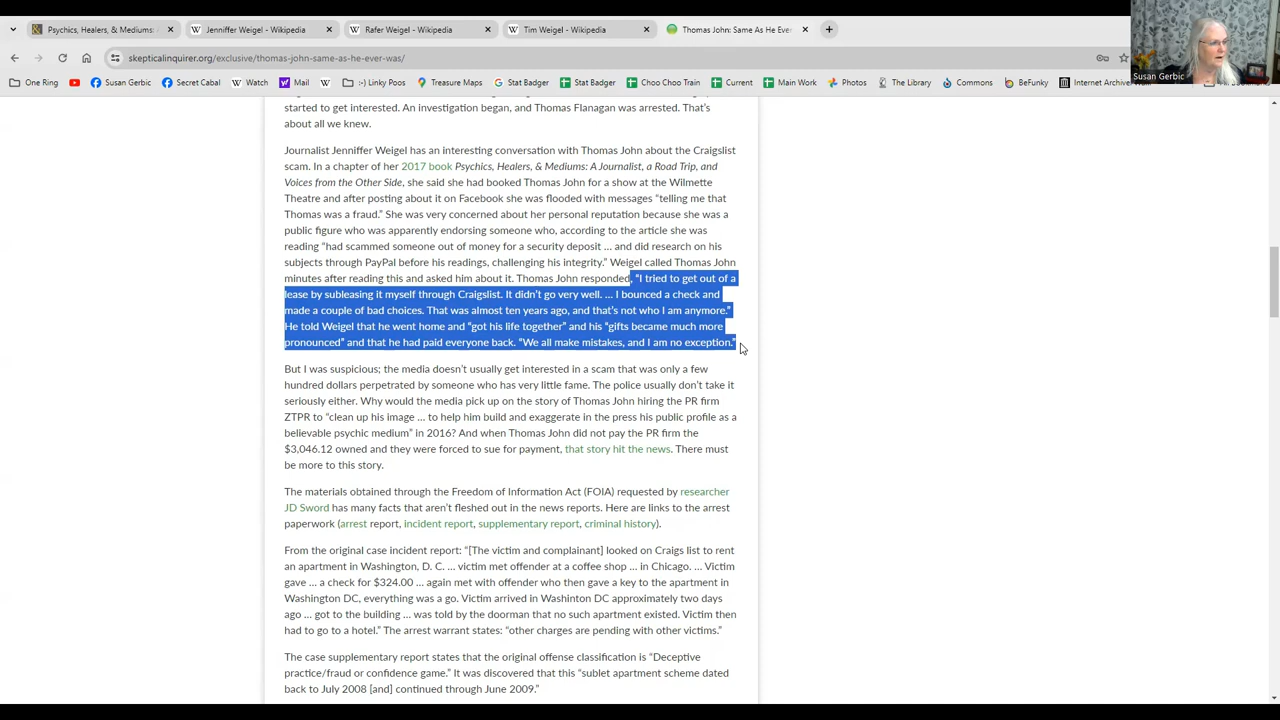 Psychics, Healers, & Mediums:
Jenniffer Weigel - Wikipedia
Rafer Weigel - Wikipedia
Tim Weigel - Wikipedia
Thomas John: Same As He Ever
skepticalinquirer.org/exclusive/thomas-john-same-as-he-ever-was/
One Ring
Susan Gerbic
Secret Cabal
Watch
Mail
:-) Linky Poos
Treasure Maps
Stat Badger
Stat Badger
Choo Choo Train
Current
Main Work
Photos
The Library
Commons
BeFunky
Internet Archive
Susan Gerbic
started to get interested. An investigation began, and Thomas Flanagan was arrested. That's
about all we knew.
Journalist Jenniffer Weigel has an interesting conversation with Thomas John about the Craigslist
scam. In a chapter of her 2017 book Psychics, Healers, & Mediums: A Journalist, a Road Trip, and
Voices from the Other Side, she said she had booked Thomas John for a show at the Wilmette
Theatre and after posting about it on Facebook she was flooded with messages “telling me that
Thomas was a fraud.” She was very concerned about her personal reputation because she was a
public figure who was apparently endorsing someone who, according to the article she was
reading “had scammed someone out of money for a security deposit ... and did research on his
subjects through PayPal before his readings, challenging his integrity.” Weigel called Thomas John
minutes after reading this and asked him about it. Thomas John responded, “I tried to get out of a
lease by subleasing it myself through Craigslist. It didn't go very well. ... I bounced a check and
made a couple of bad choices. That was almost ten years ago, and that's not who I am anymore.”
He told Weigel that he went home and “got his life together” and his “gifts became much more
pronounced” and that he had paid everyone back. “We all make mistakes, and I am no exception.”
But I was suspicious; the media doesn't usually get interested in a scam that was only a few
hundred dollars perpetrated by someone who has very little fame. The police usually don't take it
seriously either. Why would the media pick up on the story of Thomas John hiring the PR firm
ZTPR to “clean up his image ... to help him build and exaggerate in the press his public profile as a
believable psychic medium” in 2016? And when Thomas John did not pay the PR firm the
$3,046.12 owned and they were forced to sue for payment, that story hit the news. There must
be more to this story.
The materials obtained through the Freedom of Information Act (FOIA) requested by researcher
JD Sword has many facts that aren't fleshed out in the news reports. Here are links to the arrest
paperwork (arrest report, incident report, supplementary report, criminal history).
From the original case incident report: “[The victim and complainant] looked on Craigs list to rent
an apartment in Washington, D. C. ... victim met offender at a coffee shop ... in Chicago. ... Victim
gave ... a check for $324.00 ... again met with offender who then gave a key to the apartment in
Washington DC, everything was a go. Victim arrived in Washinton DC approximately two days
ago ... got to the building ... was told by the doorman that no such apartment existed. Victim then
had to go to a hotel.” The arrest warrant states: “other charges are pending with other victims.”
The case supplementary report states that the original offense classification is “Deceptive
practice/fraud or confidence game.” It was discovered that this “sublet apartment scheme dated
back to July 2008 [and] continued through June 2009.”